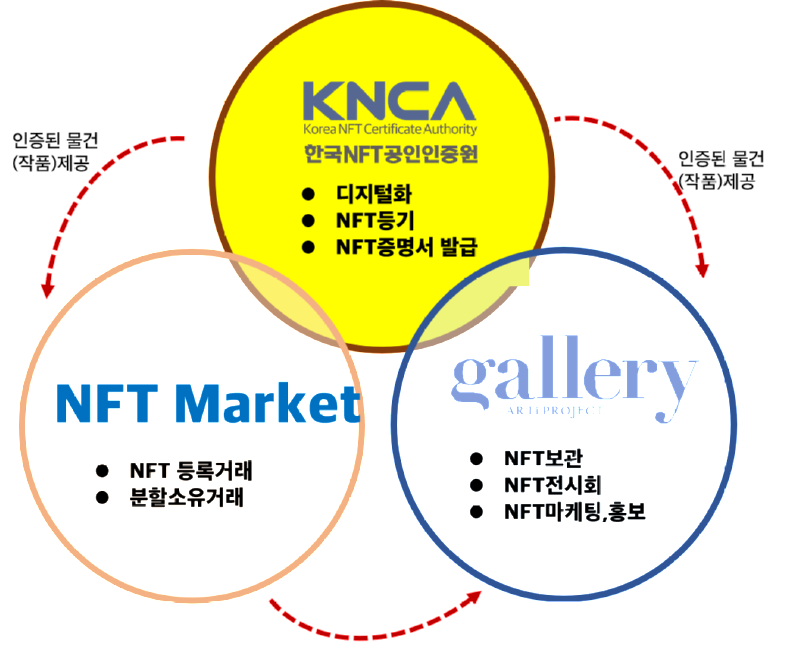 KNCA
Korea NFT Certificate Authority
한국NFT공인인증원
● 디지털화
● NFT등기
● NFT증명서 발급
인증된 물건
(작품)제공
인증된 물건
(작품)제공
NFT Market
● NFT 등록거래
● 분할소유거래
gallery
ARTiPROJECT
● NFT보관
● NFT전시회
● NFT마케팅,홍보